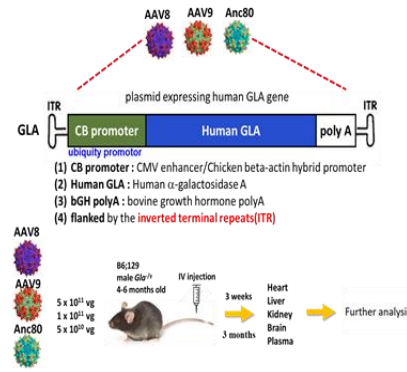 AAV8 AAV9 Anc80
ITR plasmid expressing human GLA gene ITR
GLA CB promoter Human GLA poly A
ubiquity promotor
(1) CB promoter : CMV enhancer/Chicken beta-actin hybrid promoter
(2) Human GLA : Human α-galactosidase A
(3) bGH polyA : bovine growth hormone polyA
(4) flanked by the inverted terminal repeats(ITR)
AAV8
AAV9
Anc80
5 x 10¹¹ vg
1 x 10¹¹ vg
5 x 10¹⁰ vg
B6;129
male Gla⁻/ʸ
4-6 months old
IV injection
3 weeks
3 months
Heart
Liver
Kidney
Brain
Plasma
Further analysi